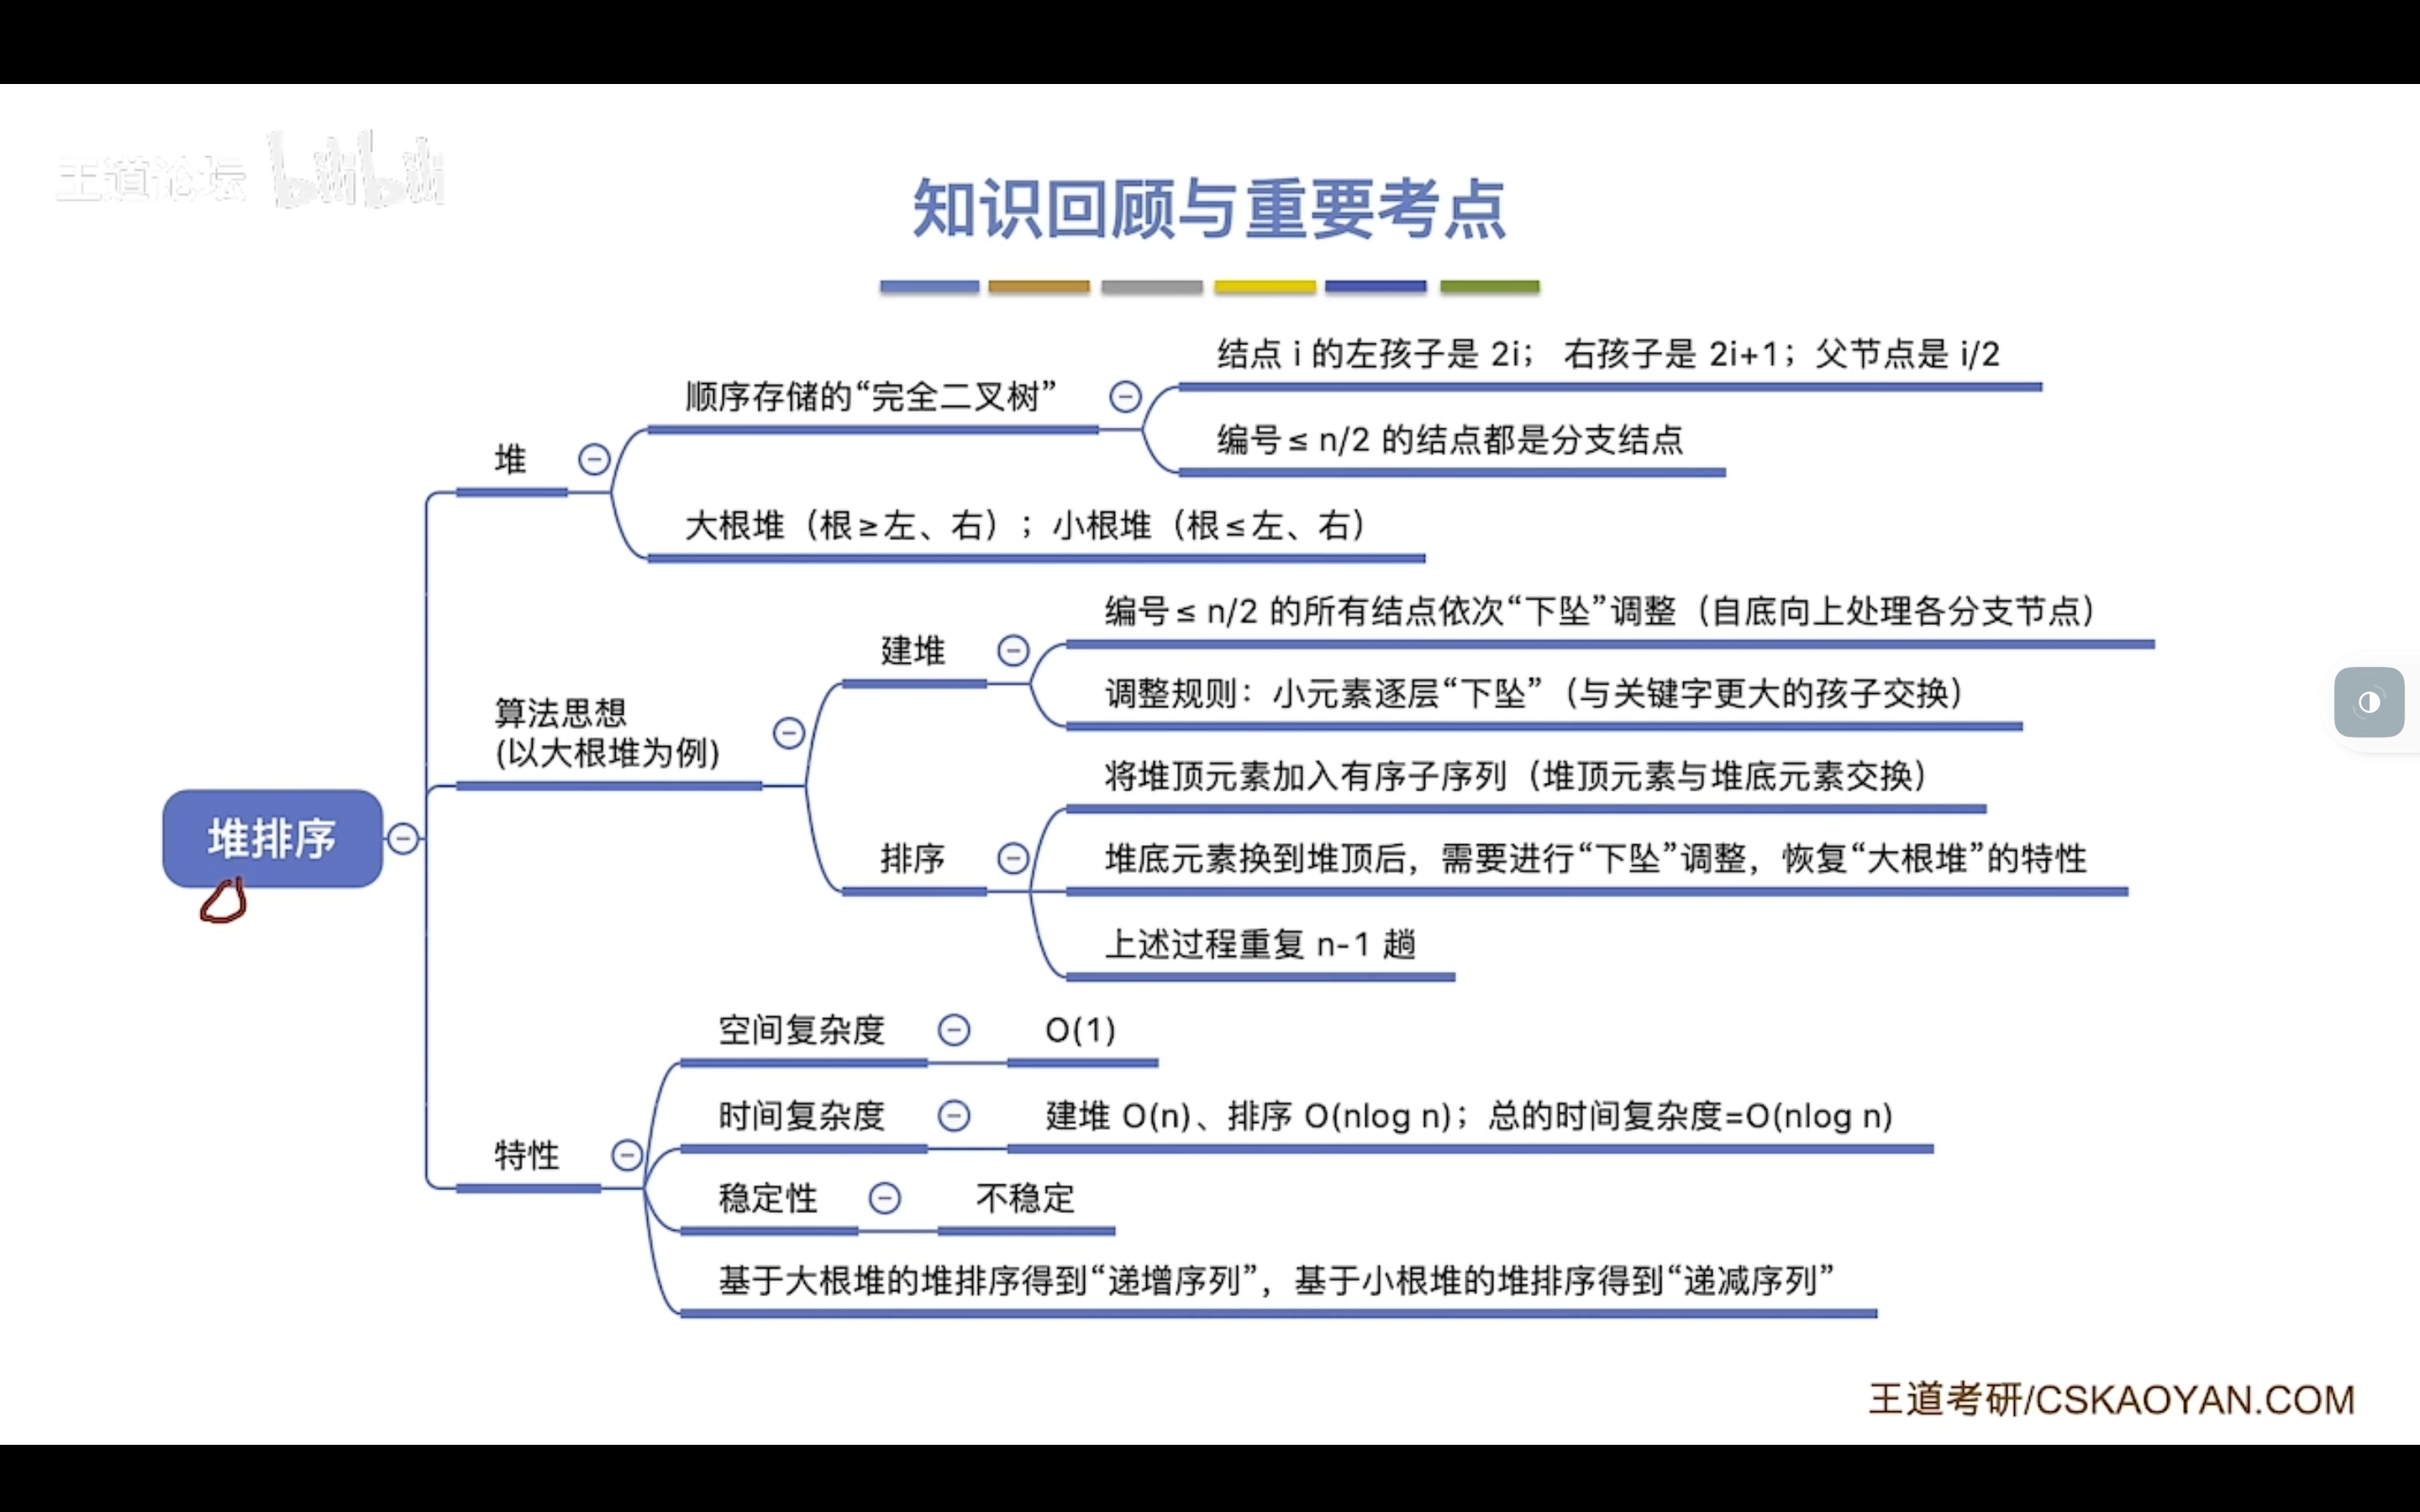 王道论坛 bilibili
知识回顾与重要考点
结点 i 的左孩子是 2i； 右孩子是 2i+1；父节点是 i/2
顺序存储的“完全二叉树”
编号≤ n/2 的结点都是分支结点
堆
大根堆（根≥左、右）；小根堆（根≤左、右）
编号≤ n/2 的所有结点依次“下坠”调整（自底向上处理各分支节点）
建堆
调整规则：小元素逐层“下坠”（与关键字更大的孩子交换）
算法思想
(以大根堆为例)
将堆顶元素加入有序子序列（堆顶元素与堆底元素交换）
排序
堆底元素换到堆顶后，需要进行“下坠”调整，恢复“大根堆”的特性
上述过程重复 n-1 趟
堆排序
空间复杂度
O(1)
时间复杂度
建堆 O(n)、排序 O(nlog n)；总的时间复杂度=O(nlog n)
特性
稳定性
不稳定
基于大根堆的堆排序得到“递增序列”，基于小根堆的堆排序得到“递减序列”
王道考研/CSKAOYAN.COM